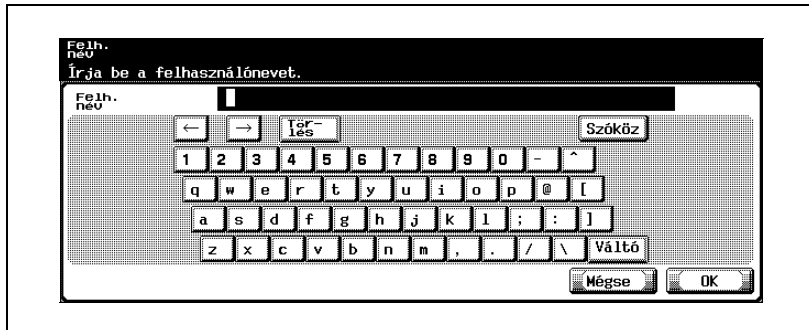 Felh.
név
Írja be a felhasználónevet.
Felh.
név
← → Tör-
lés Szóköz
1 2 3 4 5 6 7 8 9 0 - ^
q w e r t y u i o p @ [
a s d f g h j k l ; : ]
z x c v b n m , . / \ Váltó
Mégse OK